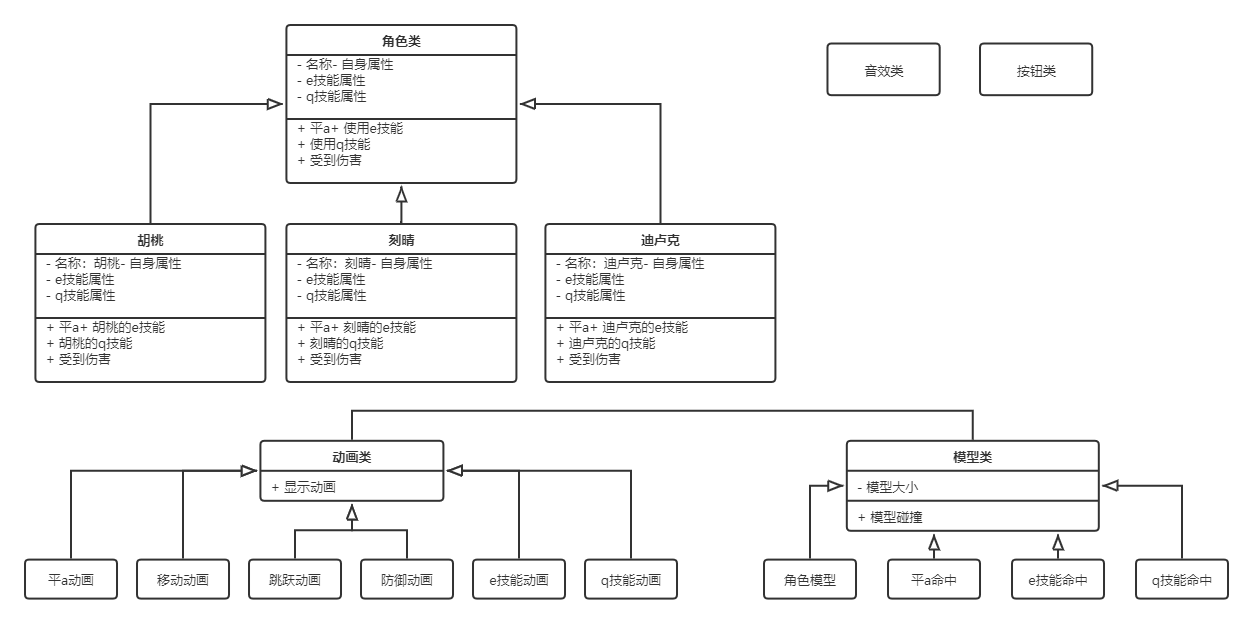 角色类
- 名称- 自身属性
- e技能属性
- q技能属性
+ 平a+ 使用e技能
+ 使用q技能
+ 受到伤害
音效类
按钮类
胡桃
- 名称：胡桃- 自身属性
- e技能属性
- q技能属性
+ 平a+ 胡桃的e技能
+ 胡桃的q技能
+ 受到伤害
刻晴
- 名称：刻晴- 自身属性
- e技能属性
- q技能属性
+ 平a+ 刻晴的e技能
+ 刻晴的q技能
+ 受到伤害
迪卢克
- 名称：迪卢克- 自身属性
- e技能属性
- q技能属性
+ 平a+ 迪卢克的e技能
+ 迪卢克的q技能
+ 受到伤害
动画类
+ 显示动画
模型类
- 模型大小
+ 模型碰撞
平a动画
移动动画
跳跃动画
防御动画
e技能动画
q技能动画
角色模型
平a命中
e技能命中
q技能命中